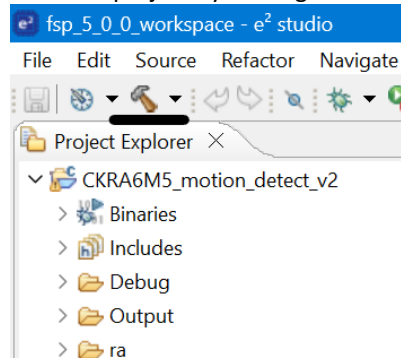 fsp_5_0_0_workspace - e² studio
File Edit Source Refactor Navigate
Project Explorer
CKRA6M5_motion_detect_v2
Binaries
Includes
Debug
Output
ra